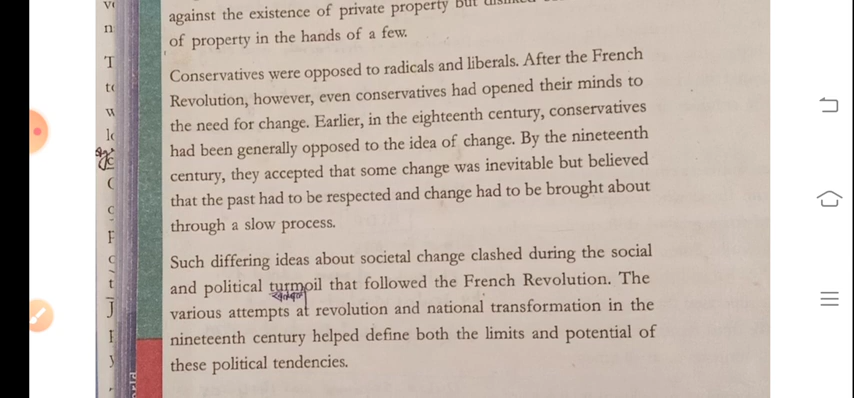 against the existence of private property but
of property in the hands of a few.
Conservatives were opposed to radicals and liberals. After the French
Revolution, however, even conservatives had opened their minds to
the need for change. Earlier, in the eighteenth century, conservatives
had been generally opposed to the idea of change. By the nineteenth
century, they accepted that some change was inevitable but believed
that the past had to be respected and change had to be brought about
through a slow process.
Such differing ideas about societal change clashed during the social
and political turmoil that followed the French Revolution. The
various attempts at revolution and national transformation in the
nineteenth century helped define both the limits and potential of
these political tendencies.